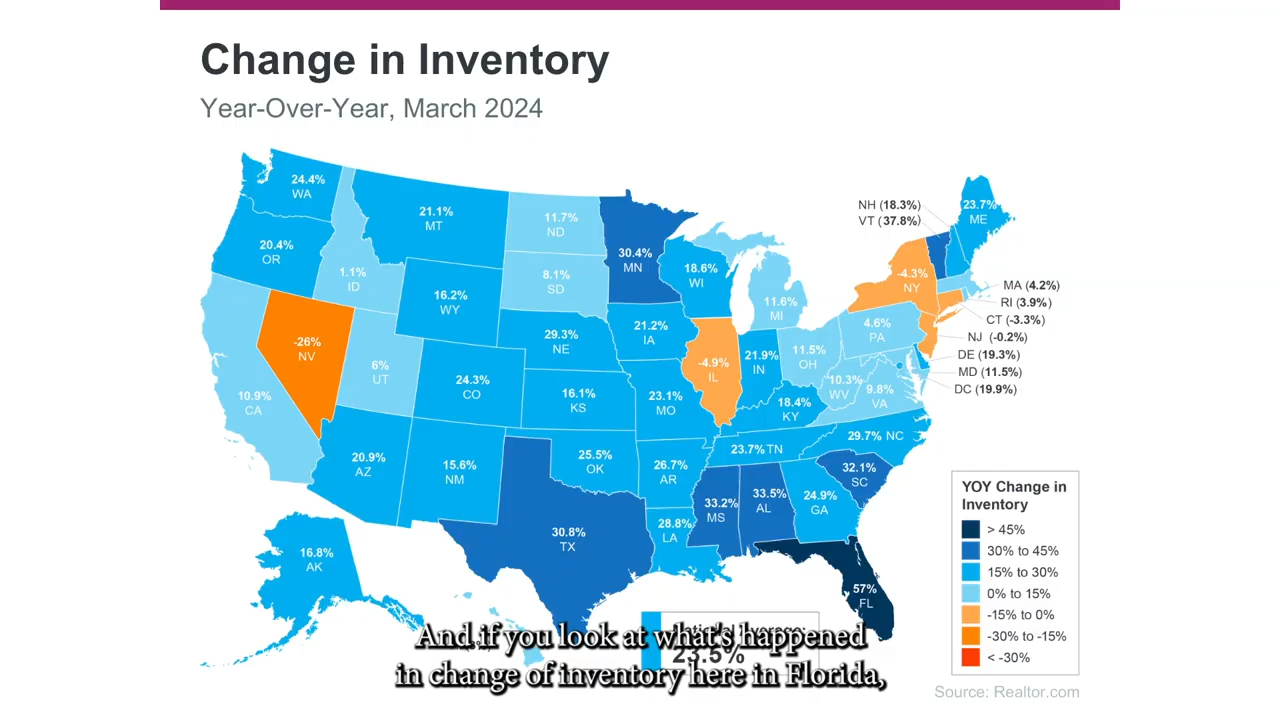 Change in Inventory
Year-Over-Year, March 2024
24.4%
WA
21.1%
MT
11.7%
ND
30.4%
MN
NH (18.3%)
VT (37.8%)
23.7%
ME
20.4%
OR
1.1%
ID
16.2%
WY
8.1%
SD
18.6%
WI
11.6%
MI
-4.3%
NY
MA (4.2%)
RI (3.9%)
CT (-3.3%)
NJ (-0.2%)
DE (19.3%)
MD (11.5%)
DC (19.9%)
-26%
NV
6%
UT
29.3%
NE
21.2%
IA
-4.9%
IL
21.9%
IN
11.5%
OH
4.6%
PA
10.9%
CA
24.3%
CO
16.1%
KS
23.1%
MO
18.4%
KY
10.3%
WV
9.8%
VA
20.9%
AZ
15.6%
NM
25.5%
OK
26.7%
AR
23.7% TN
29.7% NC
32.1%
SC
30.8%
TX
28.8%
LA
33.2%
MS
33.5%
AL
24.9%
GA
57%
FL
16.8%
AK
YOY Change in
Inventory
> 45%
30% to 45%
15% to 30%
0% to 15%
-15% to 0%
-30% to -15%
< -30%
23.5%
And if you look at what's happened
in change of inventory here in Florida,
Source: Realtor.com